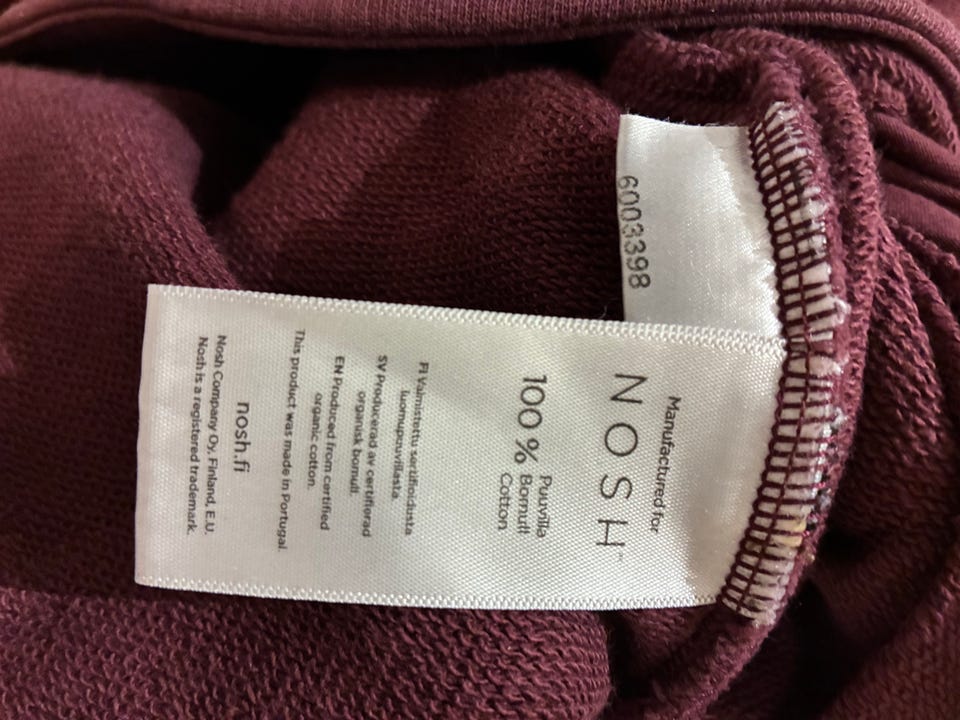 60003398
Manufactured for
NOSH™
100 %
Puuvilla
Bomull
Cotton
FI Valmistettu sertifioidusta
luomupuuvillasta.
SV Producerad av certifierad
organisk bomull.
EN Produced from certified
organic cotton.
This product was made in Portugal.
nosh.fi
Nosh Company Oy, Finland, E.U.
Nosh is a registered trademark.